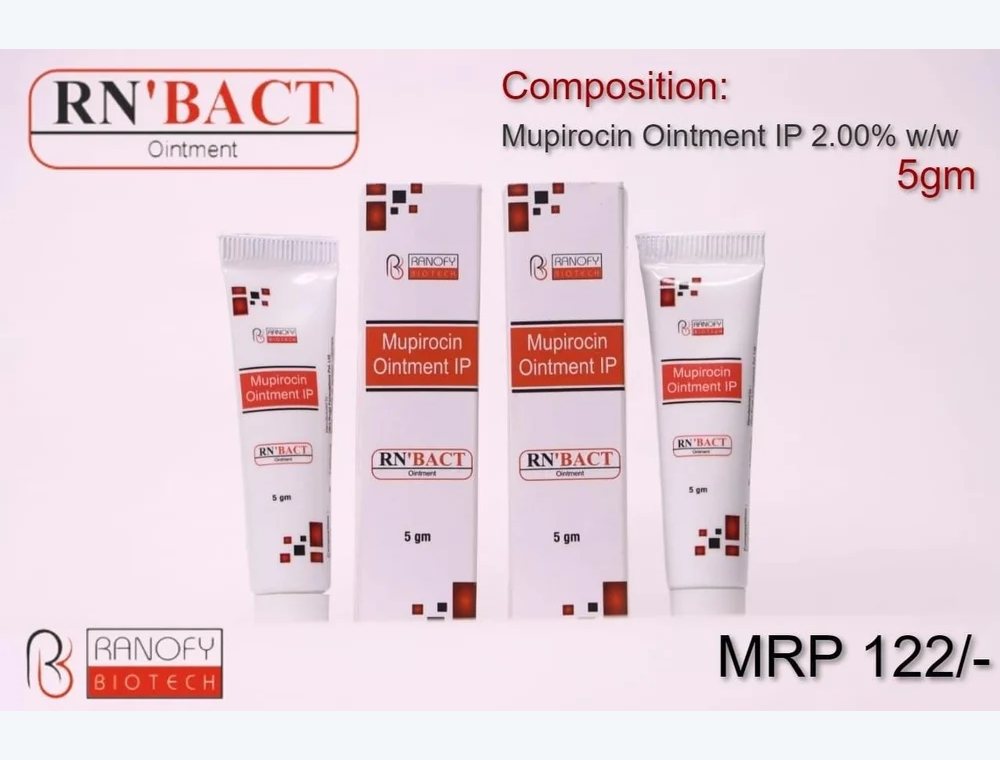 RN'BACT
Ointment
Composition:
Mupirocin Ointment IP 2.00% w/w
5gm
RANOFY
BIOTECH
Mupirocin
Ointment IP
RN'BACT
Ointment
5 gm
RANOFY
BIOTECH
Mupirocin
Ointment IP
RN'BACT
Ointment
5 gm
RANOFY
BIOTECH
Mupirocin
Ointment IP
RN'BACT
Ointment
5 gm
RANOFY
BIOTECH
Mupirocin
Ointment IP
RN'BACT
Ointment
5 gm
RANOFY
BIOTECH
MRP 122/-